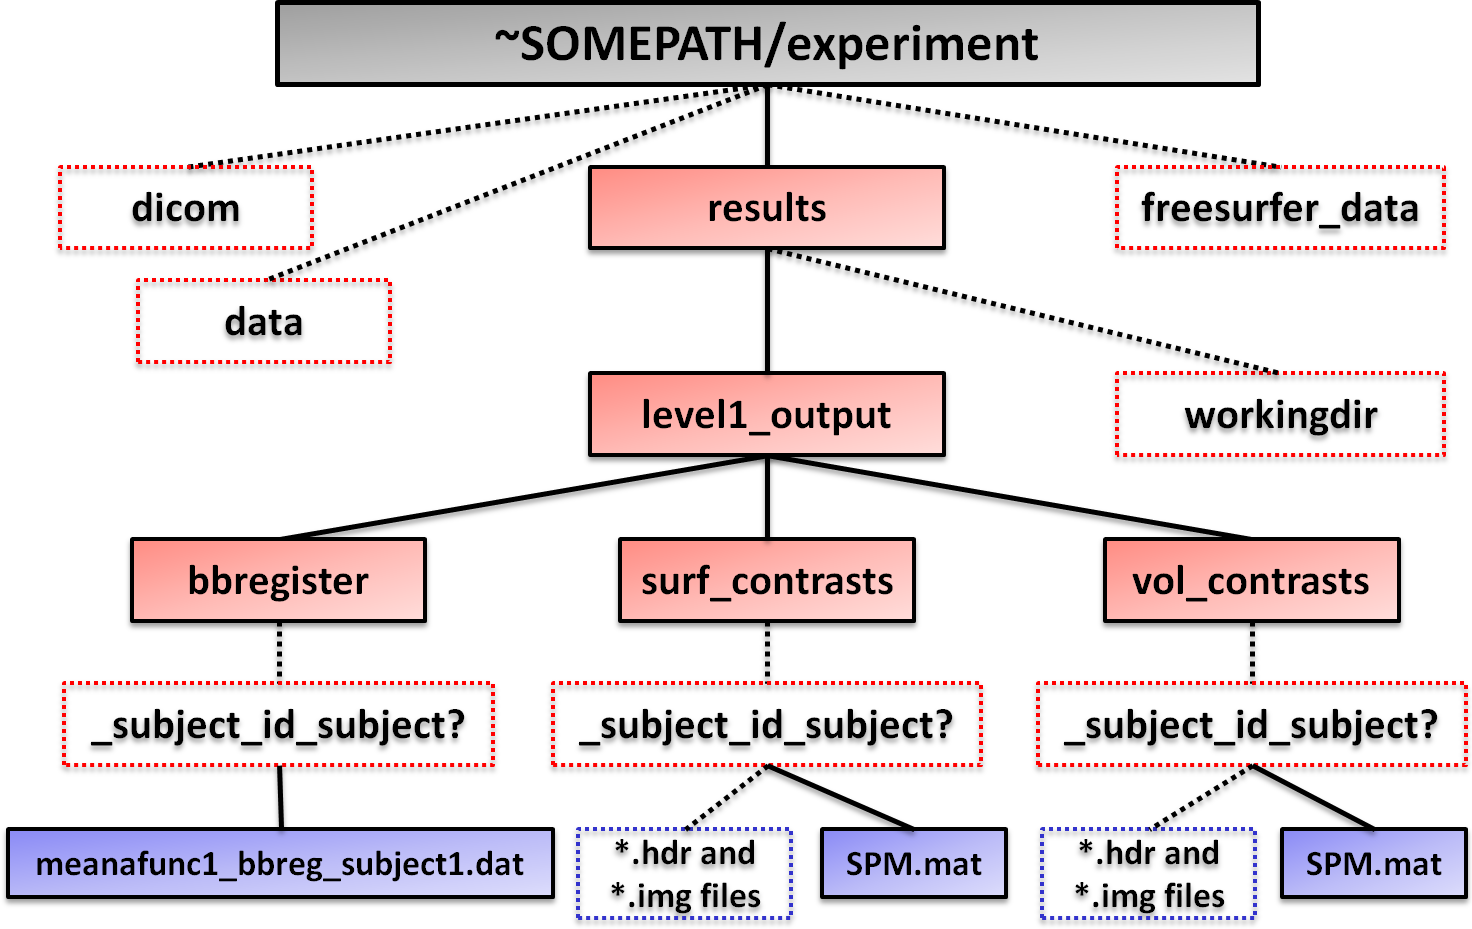 ~SOMEPATH/experiment
dicom
results
freesurfer_data
data
level1_output
workingdir
bbregister
surf_contrasts
vol_contrasts
_subject_id_subject?
_subject_id_subject?
_subject_id_subject?
meanafunc1_bbreg_subject1.dat
*.hdr and
*.img files
SPM.mat
*.hdr and
*.img files
SPM.mat